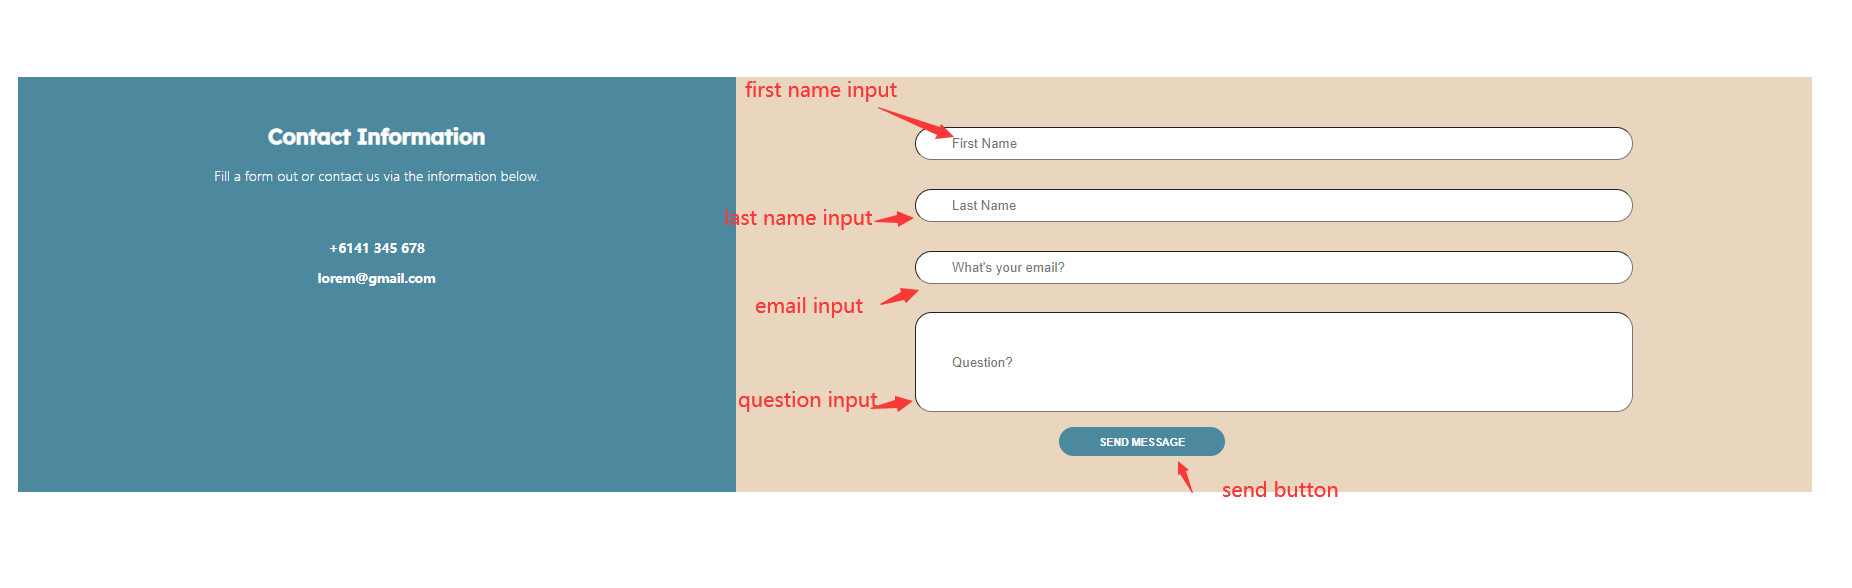 Contact Information
Fill a form out or contact us via the information below.
+6141 345 678
lorem@gmail.com
first name input
First Name
Last Name
last name input
What's your email?
email input
Question?
question input
SEND MESSAGE
send button